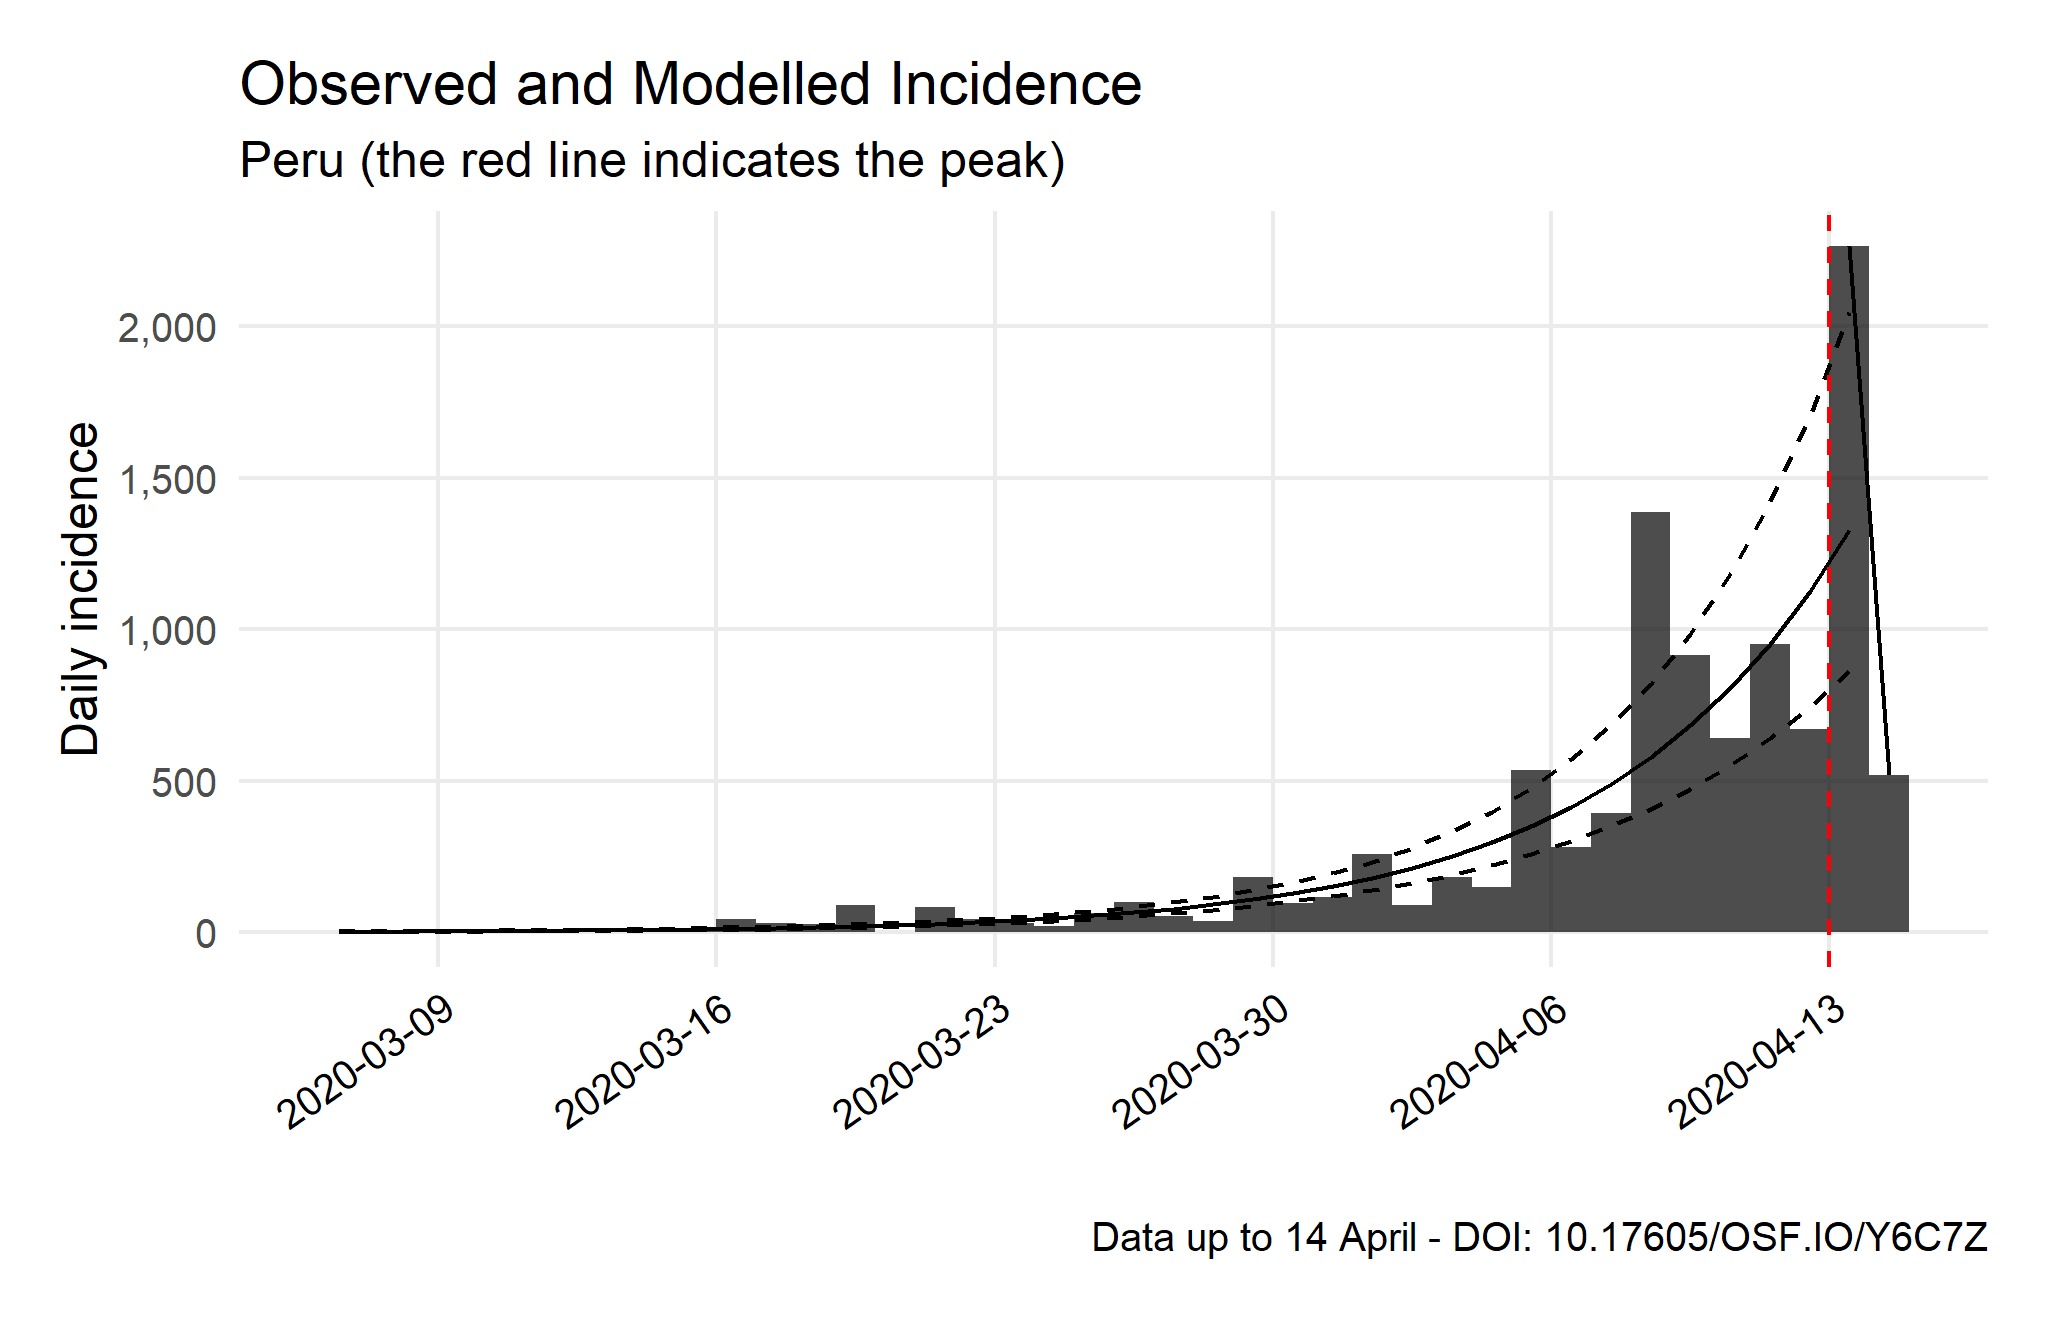 Observed and Modelled Incidence
Peru (the red line indicates the peak)
Daily incidence
2,000
1,500
1,000
500
0
2020-03-09
2020-03-16
2020-03-23
2020-03-30
2020-04-06
2020-04-13
Data up to 14 April - DOI: 10.17605/OSF.IO/Y6C7Z